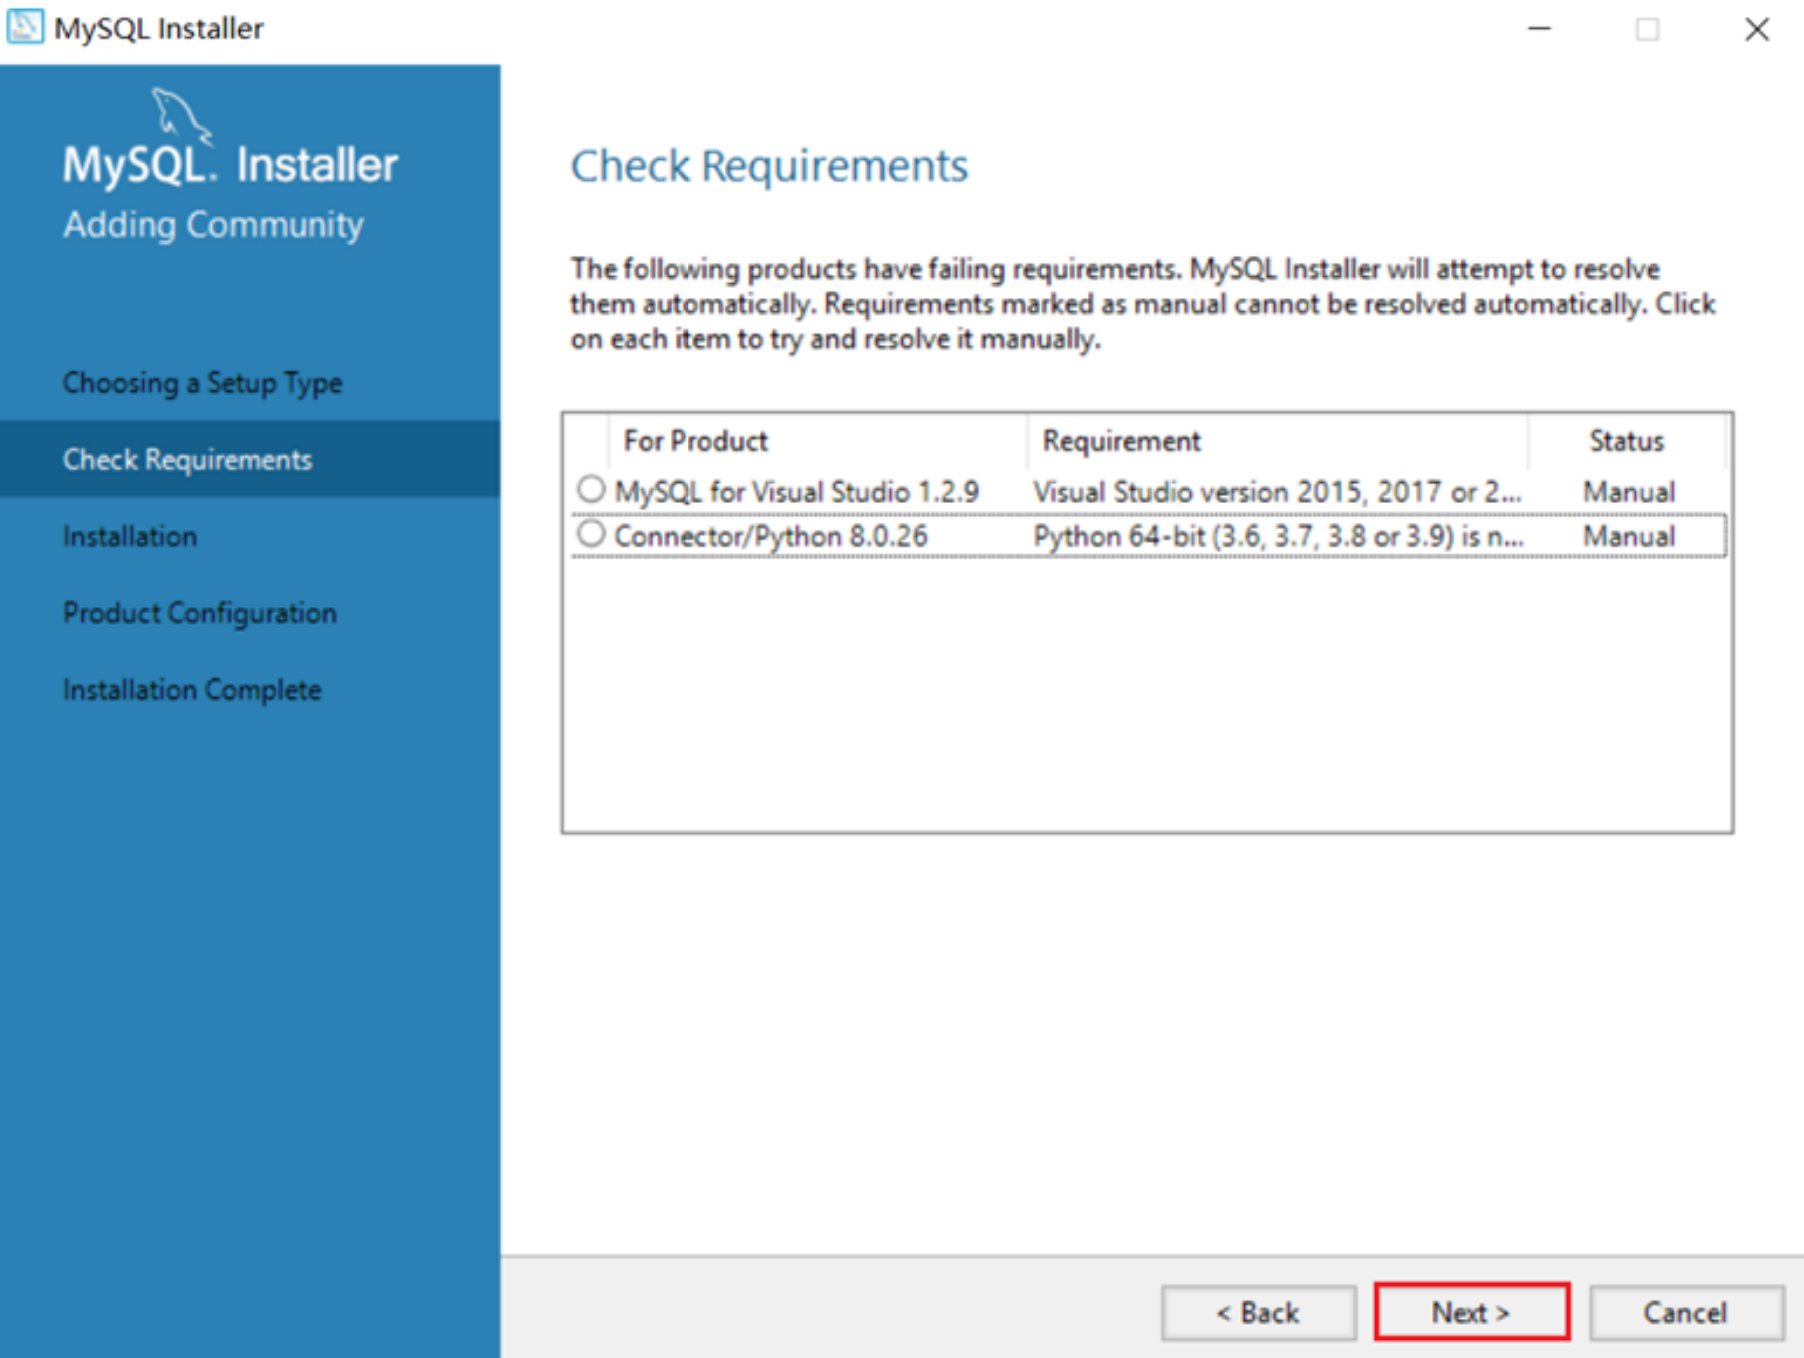 MySQL Installer
MySQL. Installer
Adding Community
Choosing a Setup Type
Check Requirements
Installation
Product Configuration
Installation Complete
Check Requirements
The following products have failing requirements. MySQL Installer will attempt to resolve
them automatically. Requirements marked as manual cannot be resolved automatically. Click
on each item to try and resolve it manually.
For Product Requirement Status
MySQL for Visual Studio 1.2.9 Visual Studio version 2015, 2017 or 2... Manual
Connector/Python 8.0.26 Python 64-bit (3.6, 3.7, 3.8 or 3.9) is n... Manual
< Back Next > Cancel